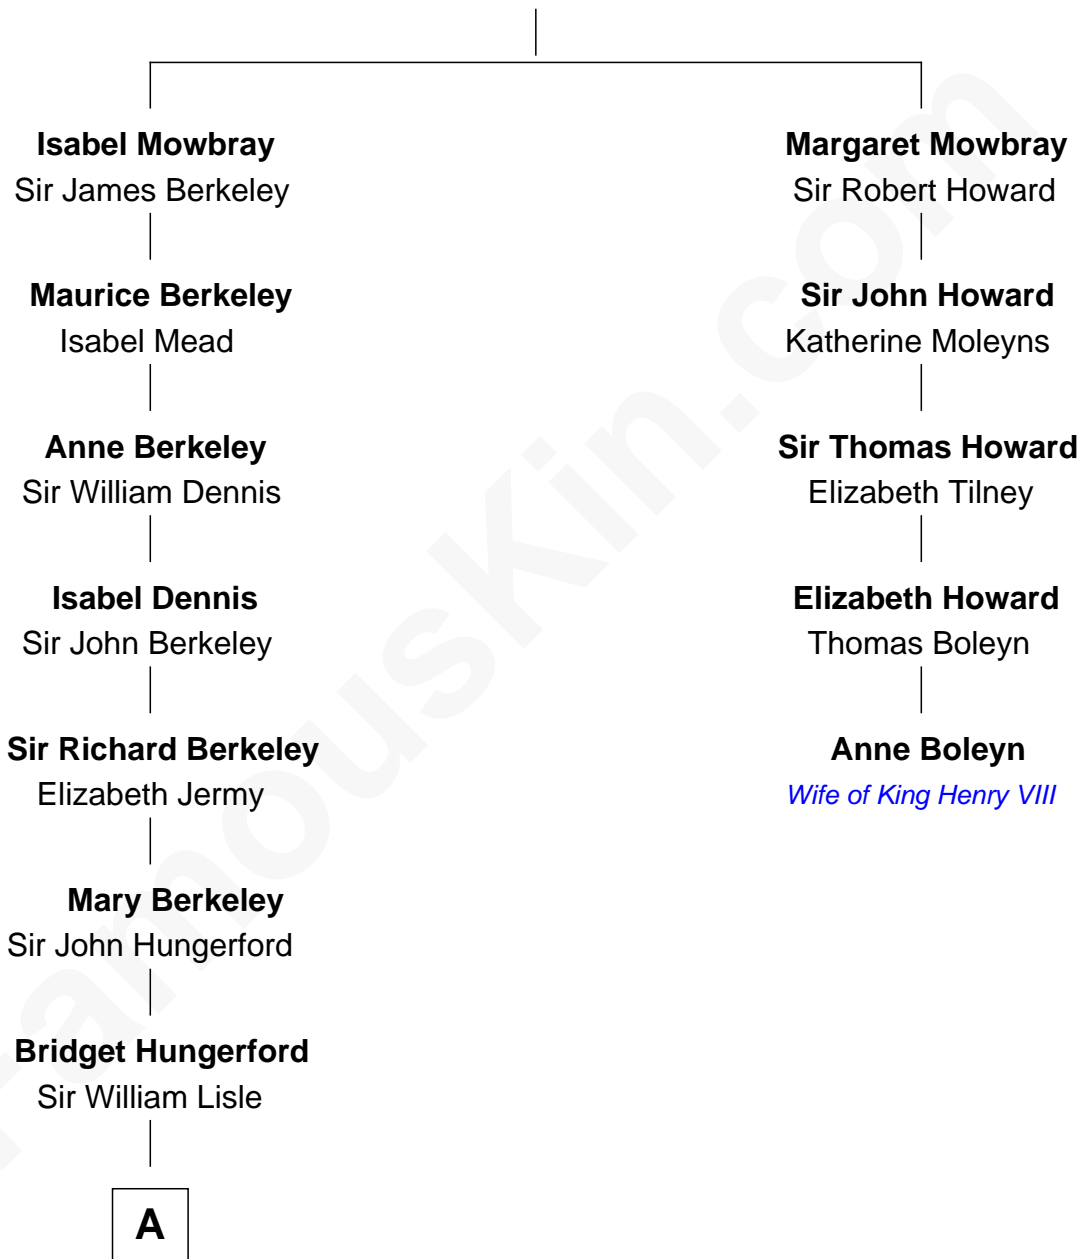 Isabel Mowbray
Sir James Berkeley
Maurice Berkeley
Isabel Mead
Anne Berkeley
Sir William Dennis
Isabel Dennis
Sir John Berkeley
Sir Richard Berkeley
Elizabeth Jermy
Mary Berkeley
Sir John Hungerford
Bridget Hungerford
Sir William Lisle
A
Margaret Mowbray
Sir Robert Howard
Sir John Howard
Katherine Moleyns
Sir Thomas Howard
Elizabeth Tilney
Elizabeth Howard
Thomas Boleyn
Anne Boleyn
Wife of King Henry VIII
FamousKin.com